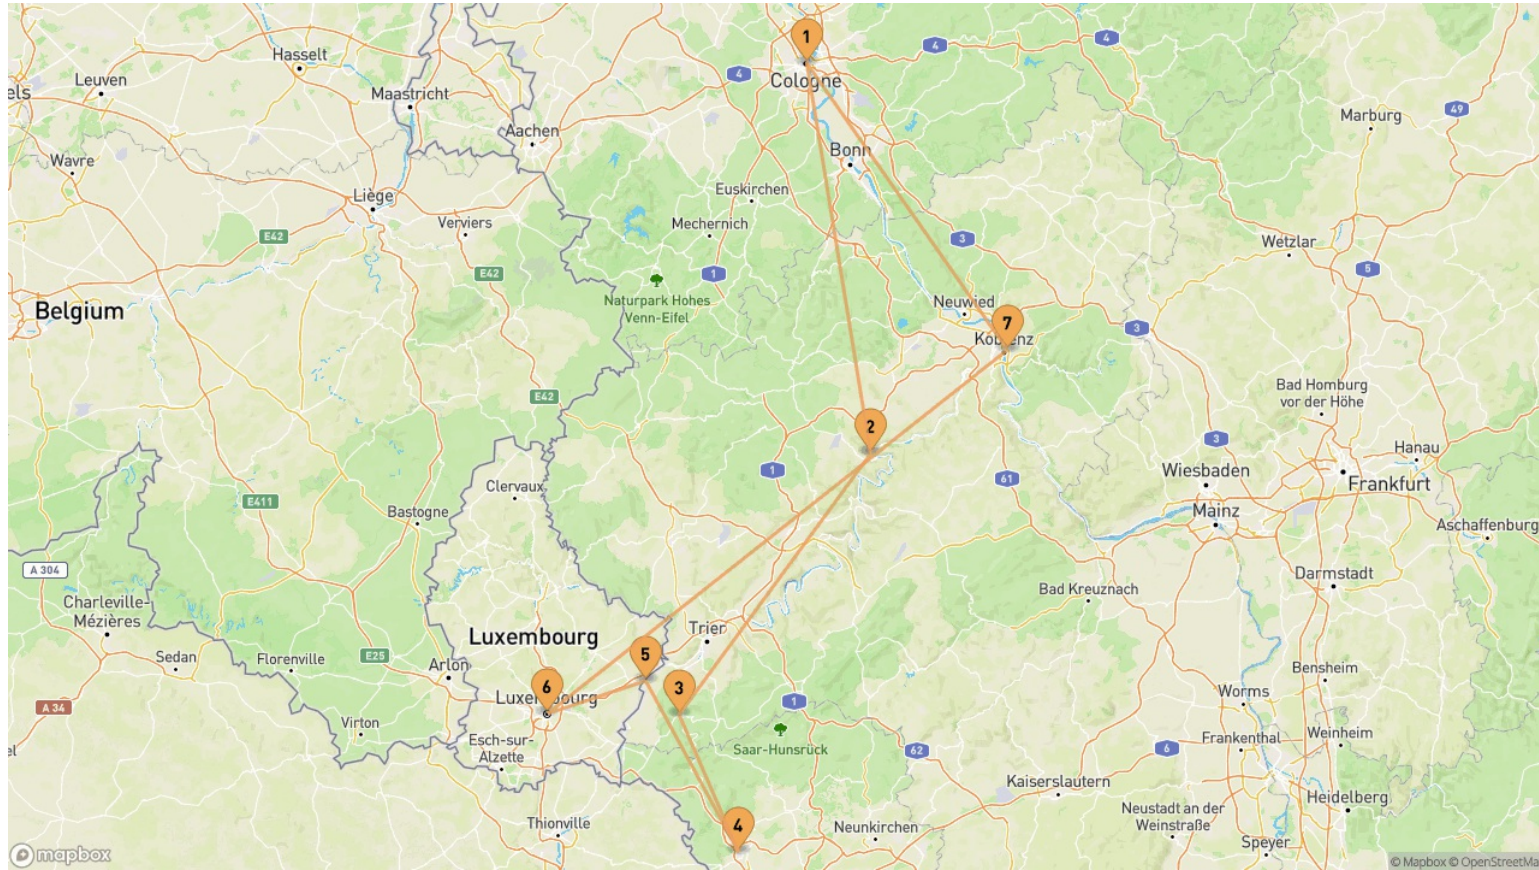 1
4
4
Hasselt
Leuven
Cologne
4
49
els
Maastricht
Marburg
Aachen
Bonn
Wavre
Euskirchen
Liège
Verviers
Mechernich
E42
3
Wetzlar
E42
1
5
Naturpark Hohes
Venn-Eifel
Neuwied
Belgium
7
3
Koblenz
E42
Bad Homburg
vor der Höhe
2
3
Hanau
1
Wiesbaden
61
Frankfurt
Clervaux
E411
Bastogne
Mainz
Aschaffenburg
A 304
Darmstadt
Bad Kreuznach
Charleville-
Mézières
Trier
Luxembourg
5
Sedan
Florenville
E25
Arlon
Bensheim
6
3
Luxembourg
1
Worms
A 34
Virton
Saar-Hunsrück
62
6
Frankenthal
Weinheim
Esch-sur-
Alzette
Kaiserslautern
Heidelberg
Thionville
4
Neunkirchen
Neustadt an der
Weinstraße
Speyer
mapbox
© Mapbox © OpenStreetMa